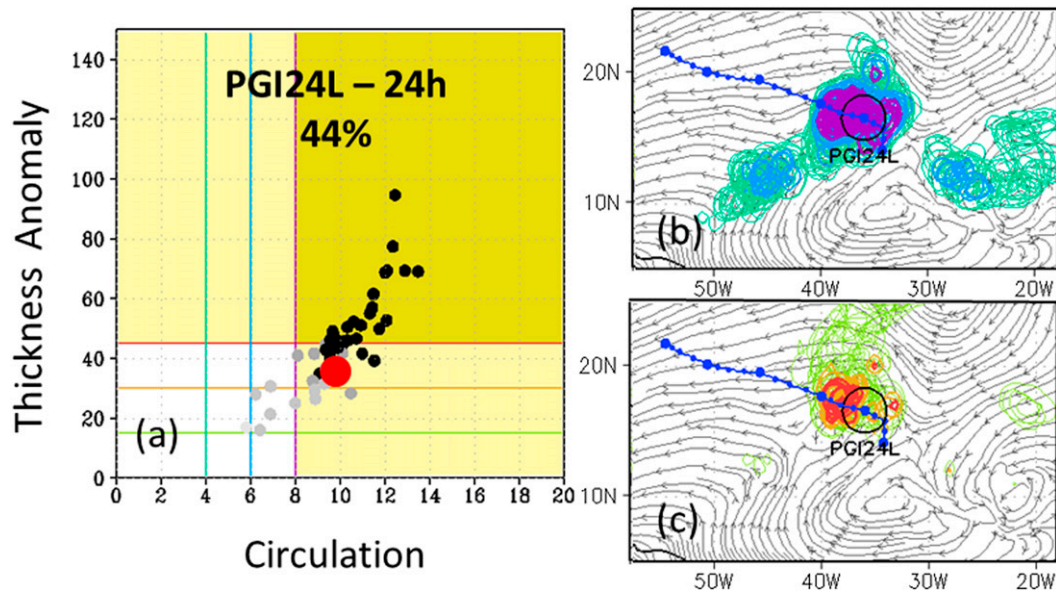 PGI24L – 24h
44%
Thickness Anomaly
140
120
100
80
60
40
20
0
(a)
0 2 4 6 8 10 12 14 16 18 20
Circulation
20N
10N
PGI24L
(b)
50W 40W 30W 20W
20N
10N
PGI24L
(c)
50W 40W 30W 20W